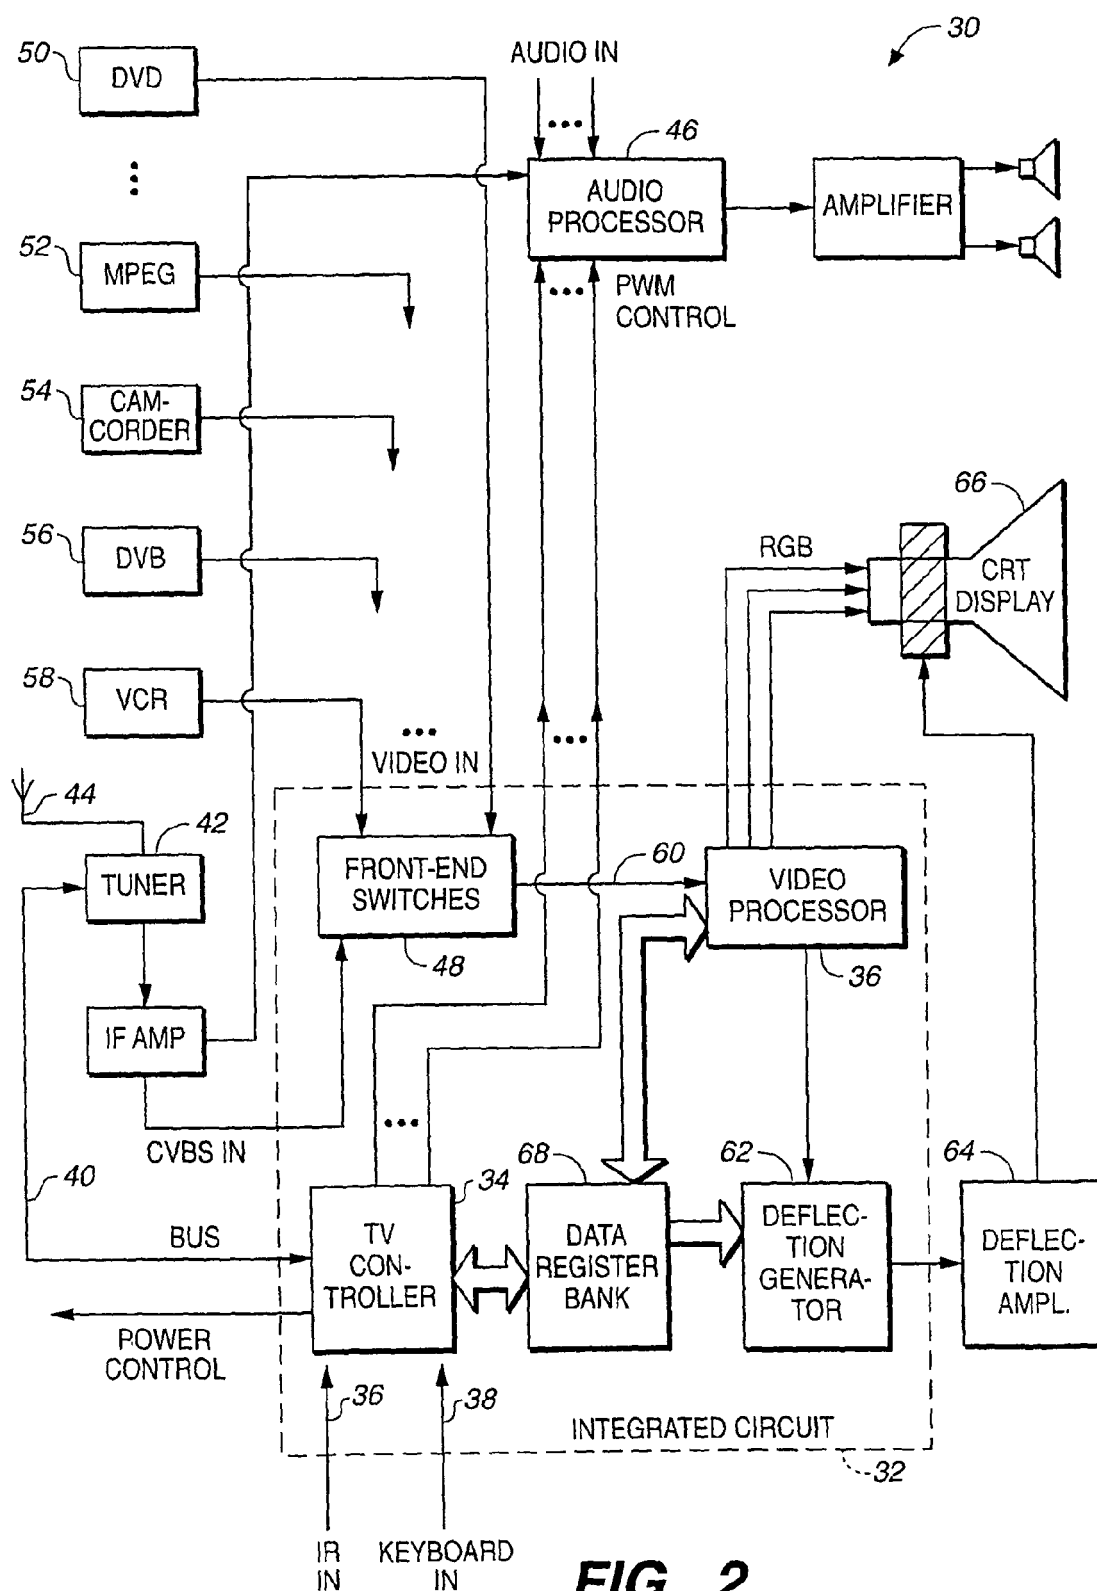 30
50
DVD
AUDIO IN
46
AUDIO
PROCESSOR
AMPLIFIER
52
MPEG
PWM
CONTROL
54
CAM-
CORDER
66
56
DVB
RGB
CRT
DISPLAY
58
VCR
VIDEO IN
44
42
TUNER
FRONT-END
SWITCHES
48
60
VIDEO
PROCESSOR
36
IF AMP
CVBS IN
40
BUS
34
TV
CON-
TROLLER
68
DATA
REGISTER
BANK
62
DEFLEC-
TION
GENERA-
TOR
64
DEFLEC-
TION
AMPL.
POWER
CONTROL
36
38
INTEGRATED CIRCUIT
32
IR
IN
KEYBOARD
IN
FIG. 2